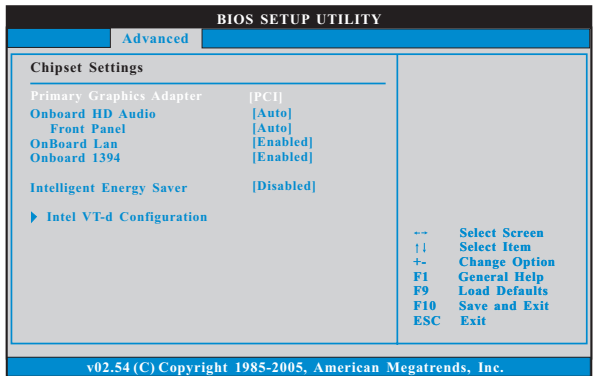 BIOS SETUP UTILITY
Advanced
Chipset Settings
Primary Graphics Adapter [PCI]
Onboard HD Audio [Auto]
Front Panel [Auto]
OnBoard Lan [Enabled]
Onboard 1394 [Enabled]
Intelligent Energy Saver [Disabled]
Intel VT-d Configuration
←→ Select Screen
↑↓ Select Item
+- Change Option
F1 General Help
F9 Load Defaults
F10 Save and Exit
ESC Exit
v02.54 (C) Copyright 1985-2005, American Megatrends, Inc.